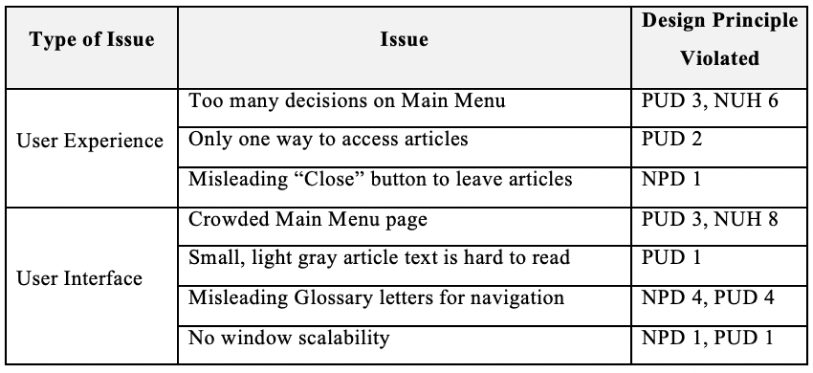 Type of Issue Issue Design Principle
Violated
User Experience Too many decisions on Main Menu PUD 3, NUH 6
Only one way to access articles PUD 2
Misleading “Close” button to leave articles NPD 1
User Interface Crowded Main Menu page PUD 3, NUH 8
Small, light gray article text is hard to read PUD 1
Misleading Glossary letters for navigation NPD 4, PUD 4
No window scalability NPD 1, PUD 1